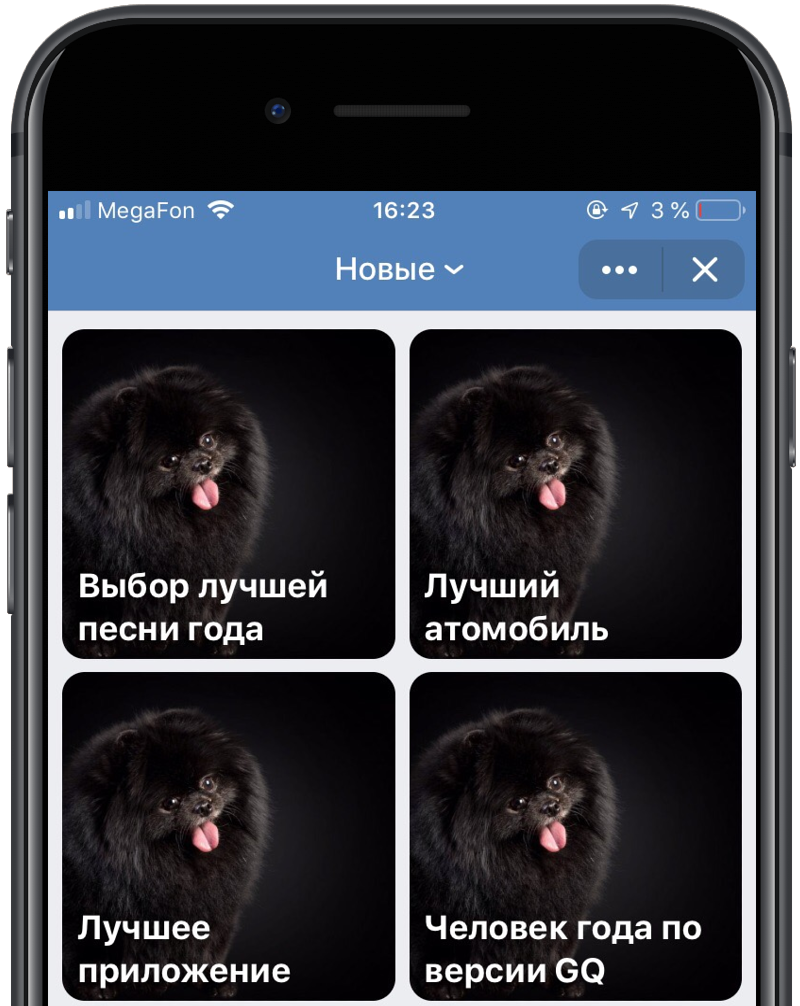 MegaFon 16:23 3 %
Новые
Выбор лучшей
песни года
Лучший
атомобиль
Лучшее
приложение
Человек года по
версии GQ